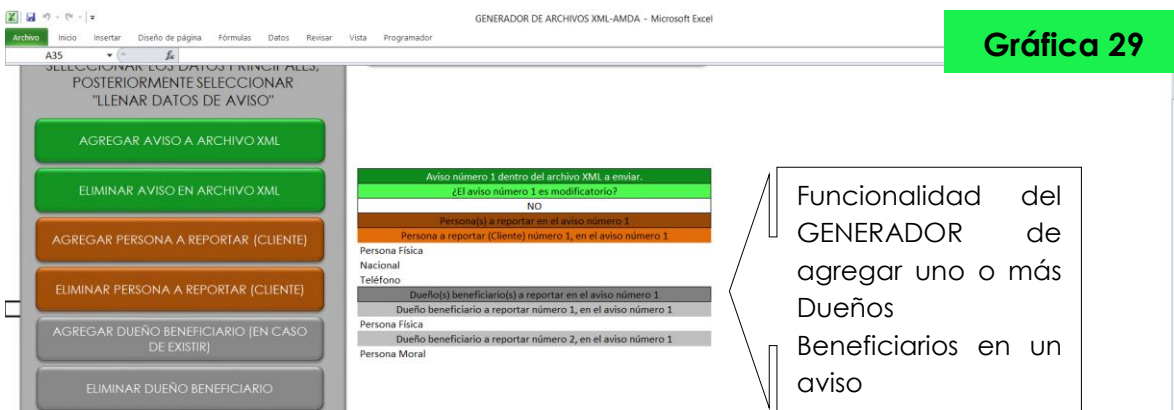 GENERADOR DE ARCHIVOS XML-AMDA - Microsoft Excel
Archivo Inicio Insertar Diseño de página Fórmulas Datos Revisar Vista Programador
Gráfica 29
A35 fx
SELECCIONAR LOS DATOS PRINCIPALES,
POSTERIORMENTE SELECCIONAR
"LLENAR DATOS DE AVISO"
AGREGAR AVISO A ARCHIVO XML
ELIMINAR AVISO EN ARCHIVO XML
AGREGAR PERSONA A REPORTAR (CLIENTE)
ELIMINAR PERSONA A REPORTAR (CLIENTE)
AGREGAR DUEÑO BENEFICIARIO (EN CASO
DE EXISTIR)
ELIMINAR DUEÑO BENEFICIARIO
Aviso número 1 dentro del archivo XML a enviar.
¿El aviso número 1 es modificatorio?
NO
Persona(s) a reportar en el aviso número 1
Persona a reportar (Cliente) número 1, en el aviso número 1
Persona Física
Nacional
Teléfono
Dueño(s) beneficiario(s) a reportar en el aviso número 1
Dueño beneficiario a reportar número 1, en el aviso número 1
Persona Física
Dueño beneficiario a reportar número 2, en el aviso número 1
Persona Moral
Funcionalidad del
GENERADOR de
agregar uno o más
Dueños
Beneficiarios en un
aviso